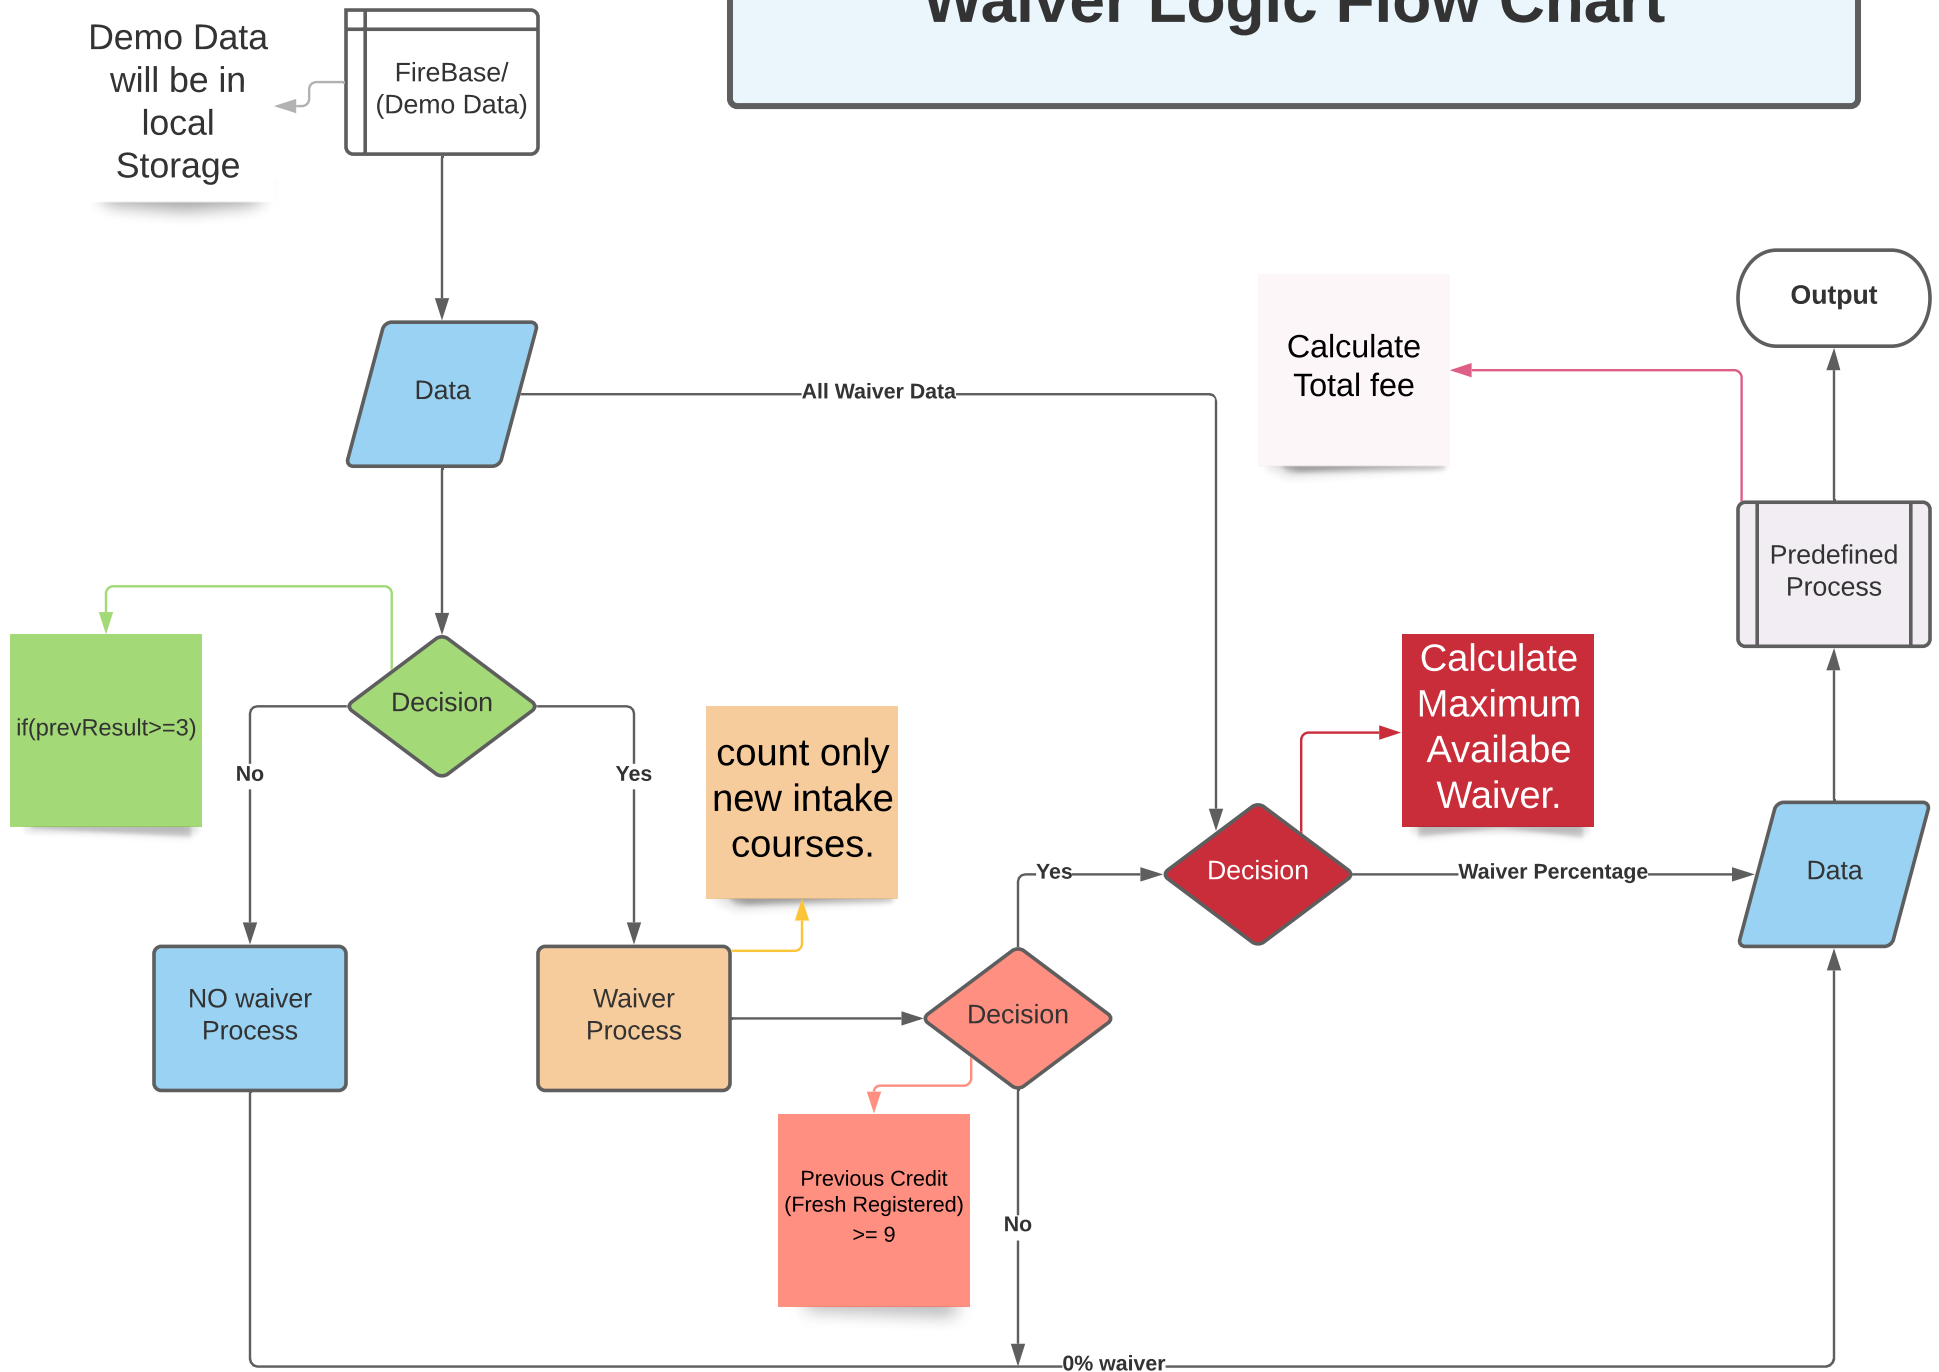 Waiver Logic Flow Chart
Demo Data
will be in
local
Storage
FireBase/
(Demo Data)
Data
All Waiver Data
Calculate
Total fee
Output
Predefined
Process
if(prevResult>=3)
Decision
No
Yes
count only
new intake
courses.
Calculate
Maximum
Availabe
Waiver.
Yes
Decision
Waiver Percentage
Data
NO waiver
Process
Waiver
Process
Decision
Previous Credit
(Fresh Registered)
>= 9
No
0% waiver